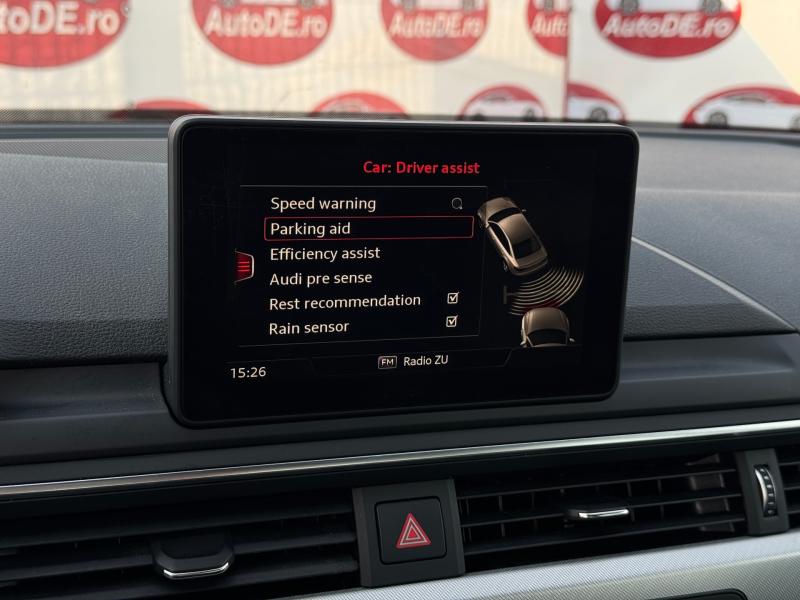 AutoDE.ro
AutoDE.ro
AutoDE.ro
AutoDE.ro
Car: Driver assist
Speed warning
Parking aid
Efficiency assist
Audi pre sense
Rest recommendation
Rain sensor
FM Radio ZU
15:26